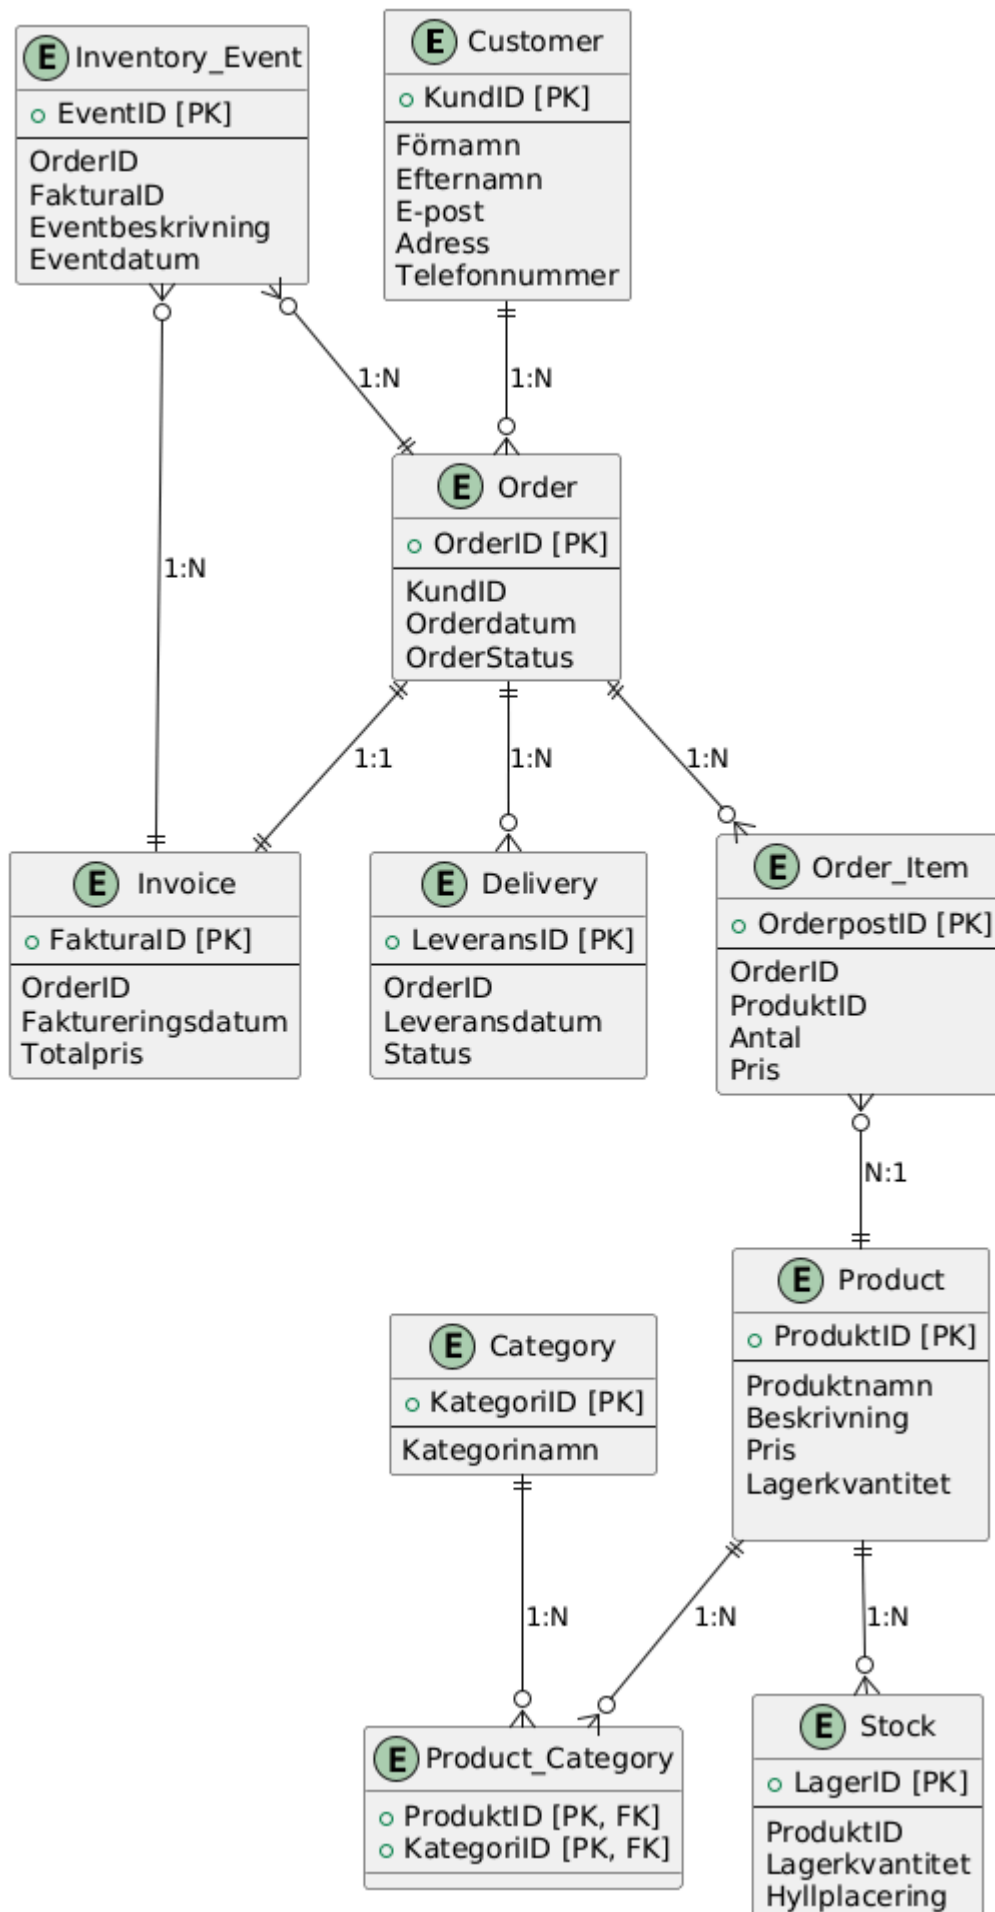 E Inventory_Event
EventID [PK]
OrderID
FakturaID
Eventbeskrivning
Eventdatum
E Customer
KundID [PK]
Förnamn
Efternamn
E-post
Adress
Telefonnummer
1:N
1:N
E Order
OrderID [PK]
KundID
Orderdatum
OrderStatus
1:N
1:1
1:N
1:N
E Invoice
FakturaID [PK]
OrderID
Faktureringsdatum
Totalpris
E Delivery
LeveransID [PK]
OrderID
Leveransdatum
Status
E Order_Item
OrderpostID [PK]
OrderID
ProduktID
Antal
Pris
N:1
E Product
ProduktID [PK]
Produktnamn
Beskrivning
Pris
Lagerkvantitet
E Category
KategoriID [PK]
Kategorinamn
1:N
1:N
1:N
E Product_Category
ProduktID [PK, FK]
KategoriID [PK, FK]
E Stock
LagerID [PK]
ProduktID
Lagerkvantitet
Hyllplacering